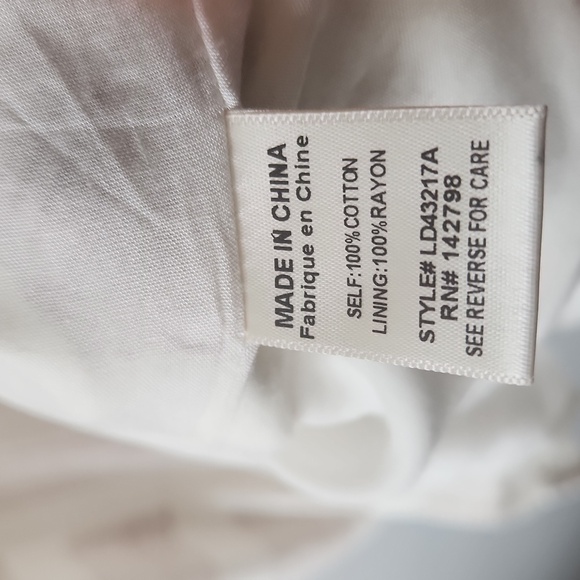 MADE IN CHINA
Fabrique en Chine
SELF:100%COTTON
LINING:100%RAYON
STYLE# LD43217A
RN# 142798
SEE REVERSE FOR CARE